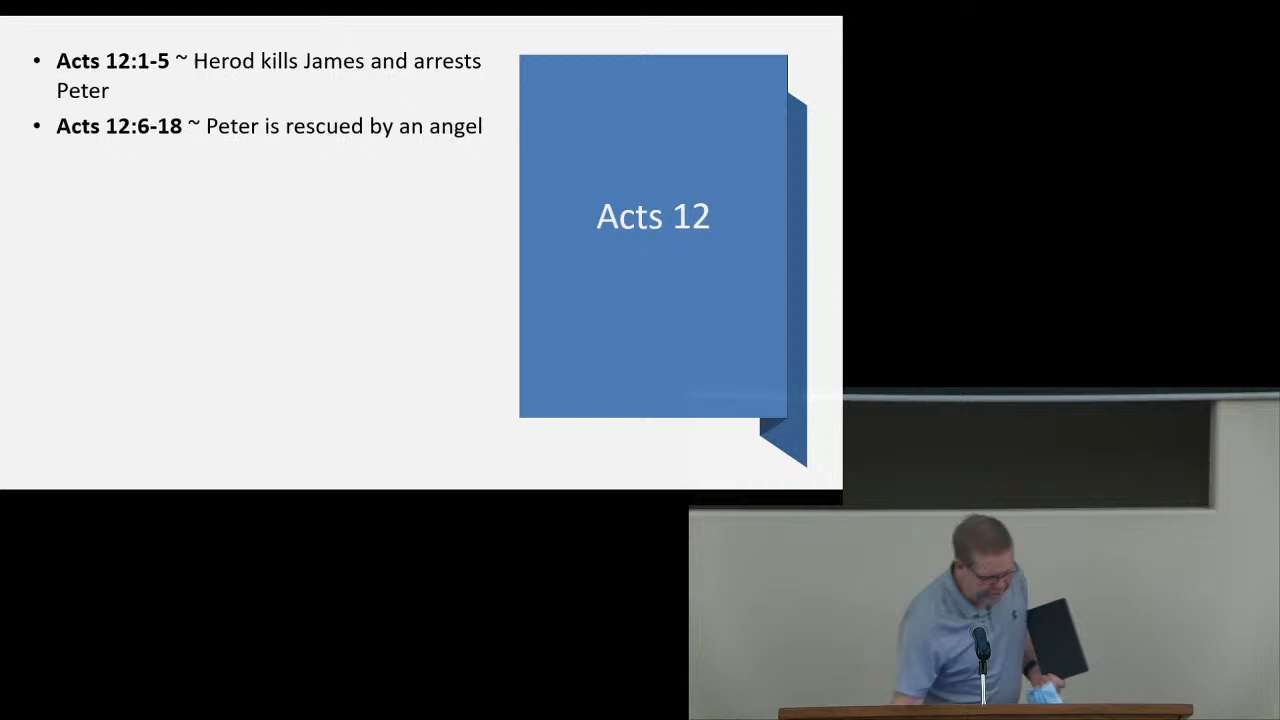 • Acts 12:1-5 ~ Herod kills James and arrests
Peter
• Acts 12:6-18 ~ Peter is rescued by an angel
Acts 12